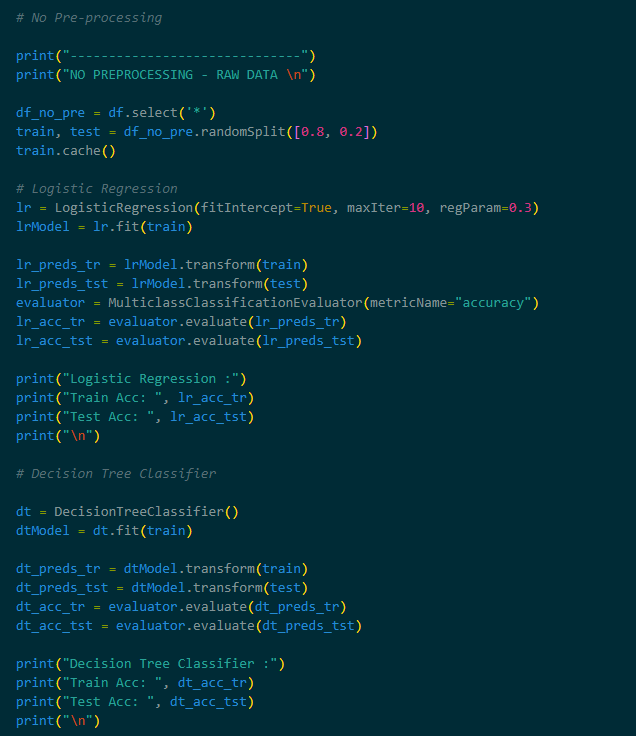 # No Pre-processing
print("------------------------------")
print("NO PREPROCESSING - RAW DATA \n")
df_no_pre = df.select('*')
train, test = df_no_pre.randomSplit([0.8, 0.2])
train.cache()
# Logistic Regression
lr = LogisticRegression(fitIntercept=True, maxIter=10, regParam=0.3)
lrModel = lr.fit(train)
lr_preds_tr = lrModel.transform(train)
lr_preds_tst = lrModel.transform(test)
evaluator = MulticlassClassificationEvaluator(metricName="accuracy")
lr_acc_tr = evaluator.evaluate(lr_preds_tr)
lr_acc_tst = evaluator.evaluate(lr_preds_tst)
print("Logistic Regression :")
print("Train Acc: ", lr_acc_tr)
print("Test Acc: ", lr_acc_tst)
print("\n")
# Decision Tree Classifier
dt = DecisionTreeClassifier()
dtModel = dt.fit(train)
dt_preds_tr = dtModel.transform(train)
dt_preds_tst = dtModel.transform(test)
dt_acc_tr = evaluator.evaluate(dt_preds_tr)
dt_acc_tst = evaluator.evaluate(dt_preds_tst)
print("Decision Tree Classifier :")
print("Train Acc: ", dt_acc_tr)
print("Test Acc: ", dt_acc_tst)
print("\n")